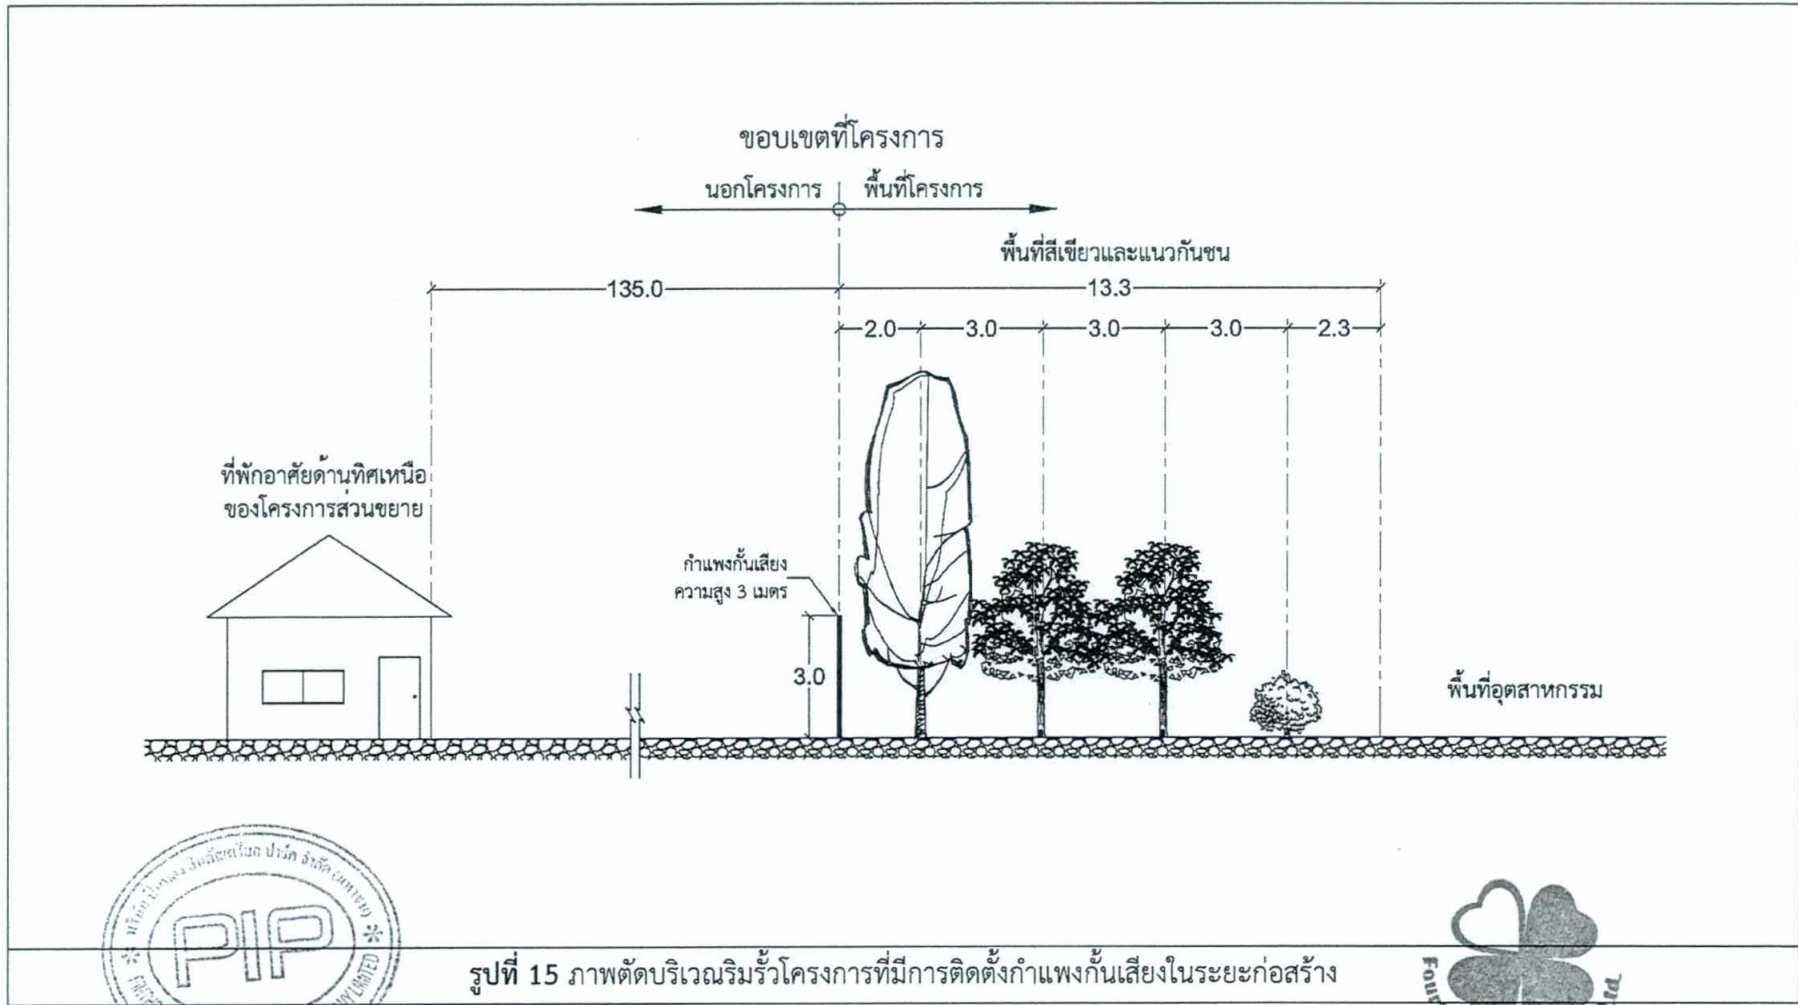 ขอบเขตที่โครงการ
นอกโครงการ พื้นที่โครงการ
พื้นที่สีเขียวและแนวกันชน
135.0 13.3
2.0 3.0 3.0 3.0 2.3
ที่พักอาศัยด้านทิศเหนือ
ของโครงการส่วนขยาย
กำแพงกั้นเสียง
ความสูง 3 เมตร
3.0
พื้นที่อุตสาหกรรม
PIP
รูปที่ 15 ภาพตัดบริเวณริมรั้วโครงการที่มีการติดตั้งกำแพงกั้นเสียงในระยะก่อสร้าง